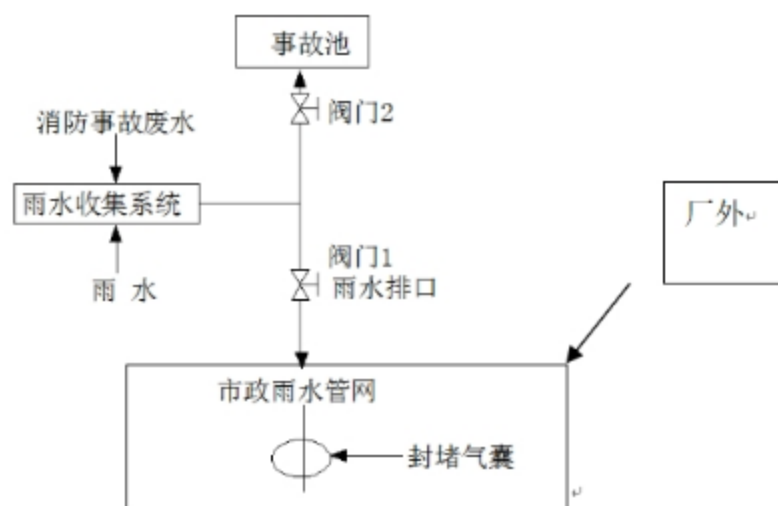 事故池
阀门2
消防事故废水
雨水收集系统
雨 水
阀门1
雨水排口
厂外
市政雨水管网
封堵气囊